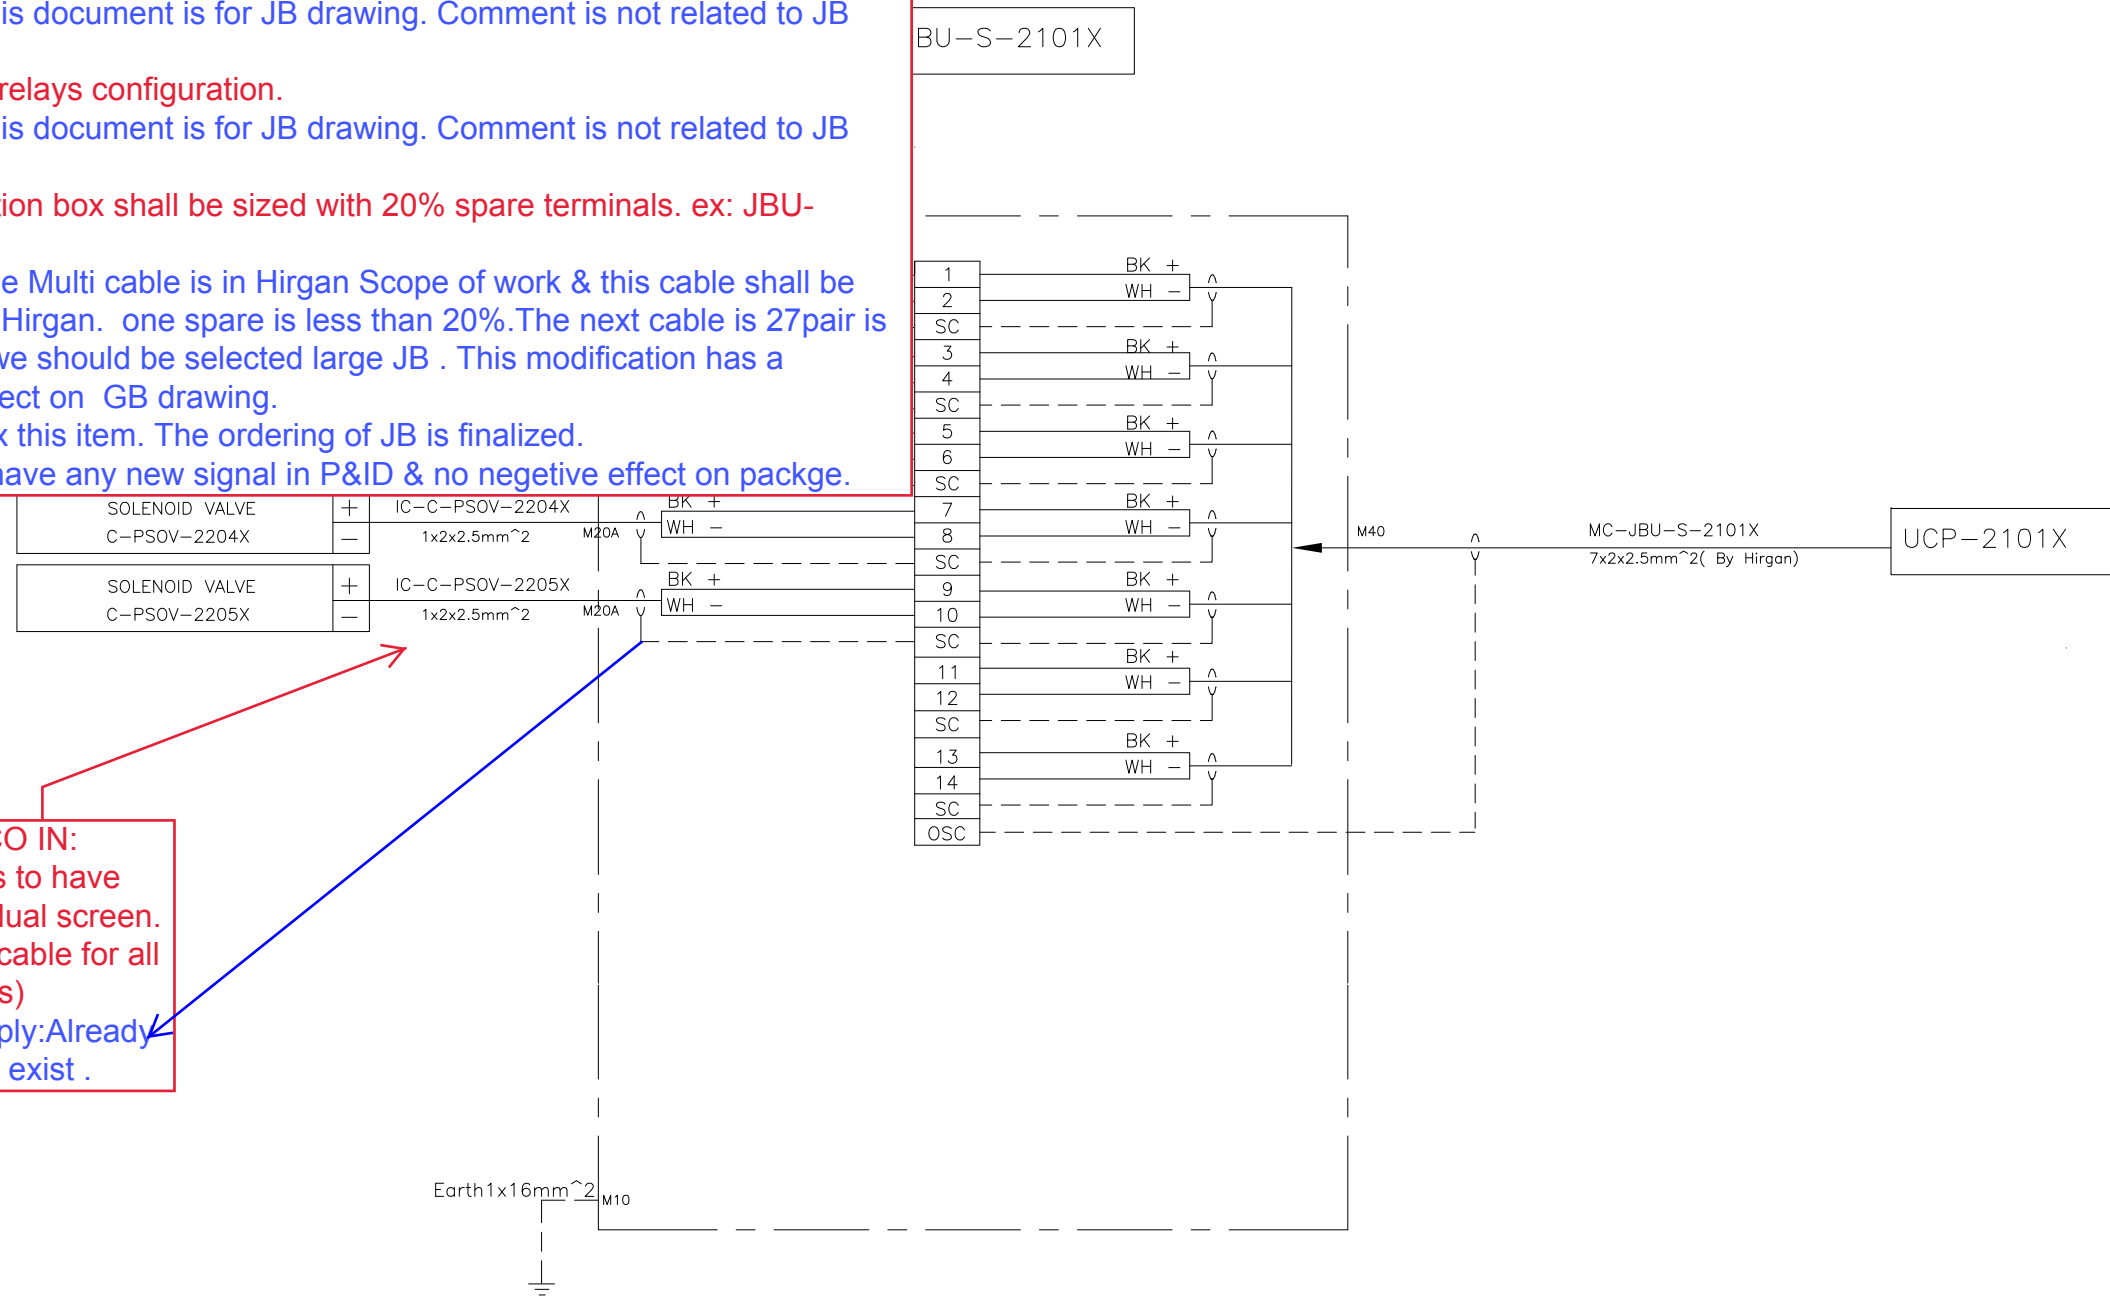 is document is for JB drawing. Comment is not related to JB
BU-S-2101X
relays configuration.
is document is for JB drawing. Comment is not related to JB
tion box shall be sized with 20% spare terminals. ex: JBU-
e Multi cable is in Hirgan Scope of work & this cable shall be
Hirgan. one spare is less than 20%.The next cable is 27pair is
we should be selected large JB . This modification has a
ect on GB drawing.
x this item. The ordering of JB is finalized.
have any new signal in P&ID & no negetive effect on packge.
1 BK +
2 WH -
SC
3 BK +
4 WH -
SC
5 BK +
6 WH -
SC
SOLENOID VALVE + IC-C-PSOV-2204X BK + 7 BK +
C-PSOV-2204X - 1x2x2.5mm^2 M20A WH - 8 WH -
SC
M40 MC-JBU-S-2101X UCP-2101X
7x2x2.5mm^2( By Hirgan)
SOLENOID VALVE + IC-C-PSOV-2205X BK + 9 BK +
C-PSOV-2205X - 1x2x2.5mm^2 M20A WH - 10 WH -
SC
11 BK +
12 WH -
SC
13 BK +
14 WH -
SC
OSC
CO IN:
s to have
dual screen.
cable for all
s)
ply:Already
exist .
Earth1x16mm^2 M10